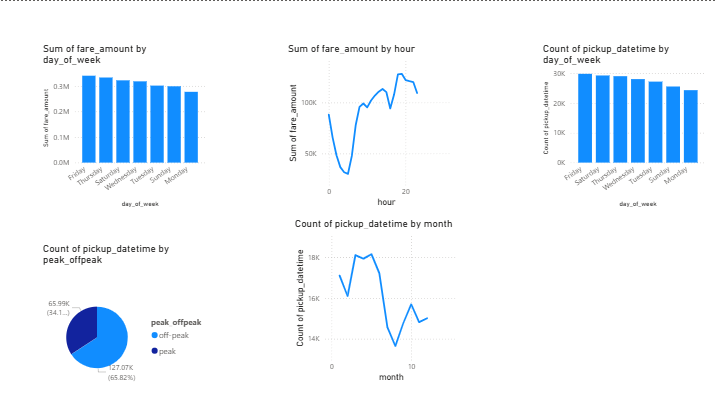 Sum of fare_amount by
day_of_week
Sum of fare_amount
0.3M
0.2M
0.1M
0.0M
Friday
Thursday
Saturday
Wednesday
Tuesday
Sunday
Monday
day_of_week
Sum of fare_amount by hour
Sum of fare_amount
100K
50K
0
20
hour
Count of pickup_datetime by
day_of_week
Count of pickup_datetime
30K
20K
10K
0K
Friday
Saturday
Thursday
Wednesday
Tuesday
Sunday
Monday
day_of_week
Count of pickup_datetime by
peak_offpeak
65.99K
(34.1...)
127.07K
(65.82%)
peak_offpeak
off-peak
peak
Count of pickup_datetime by month
Count of pickup_datetime
18K
16K
14K
0
10
month